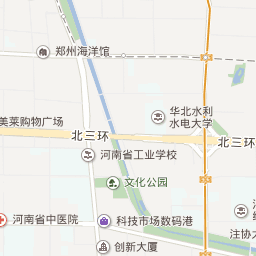 郑州海洋馆
华北水利
水电大学
美莱购物广场
北三环
北三环
河南省工业学校
文化公园
河南省中医院
科技市场数码港
注协大
创新大厦